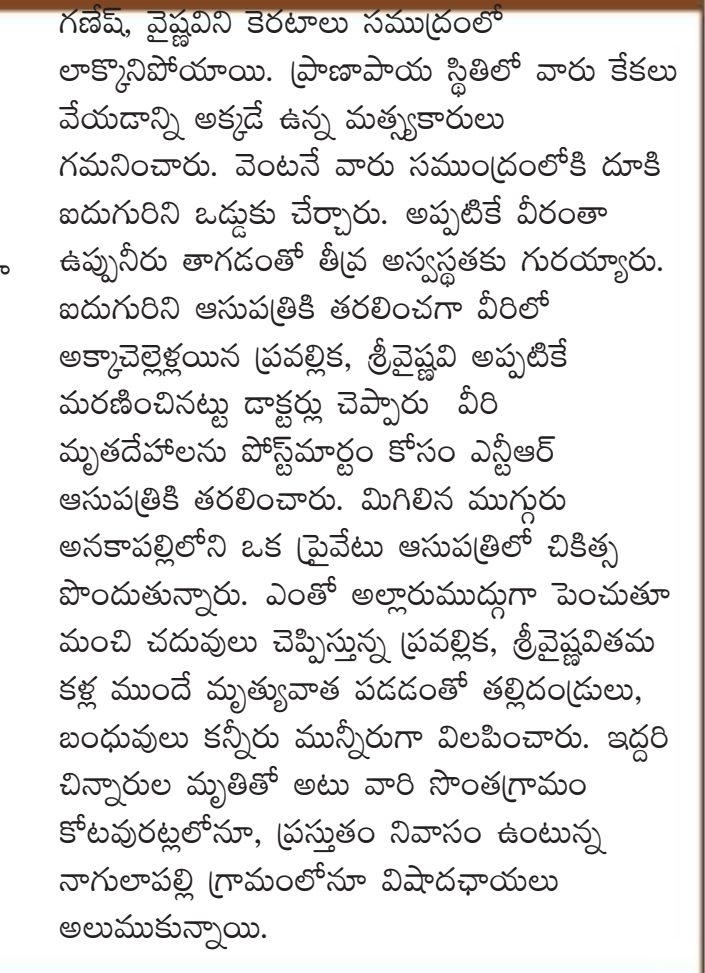 గణేష్, వైష్ణవిని కెరటాలు సముద్రంలో
లాక్కొనిపోయాయి. ప్రాణాపాయ స్థితిలో వారు కేకలు
వేయడాన్ని అక్కడే ఉన్న మత్స్యకారులు
గమనించారు. వెంటనే వారు సముంద్రంలోకి దూకి
ఐదుగురిని ఒడ్డుకు చేర్చారు. అప్పటికే వీరంతా
ఉప్పునీరు తాగడంతో తీవ్ర అస్వస్థతకు గురయ్యారు.
ఐదుగురిని ఆసుపత్రికి తరలించగా వీరిలో
అక్కాచెల్లెళ్లయిన ప్రవల్లిక, శ్రీవైష్ణవి అప్పటికే
మరణించినట్టు డాక్టర్లు చెప్పారు వీరి
మృతదేహాలను పోస్ట్‌మార్టం కోసం ఎన్టీఆర్
ఆసుపత్రికి తరలించారు. మిగిలిన ముగ్గురు
అనకాపల్లిలోని ఒక ప్రైవేటు ఆసుపత్రిలో చికిత్స
పొందుతున్నారు. ఎంతో అల్లారుముద్దుగా పెంచుతూ
మంచి చదువులు చెప్పిస్తున్న ప్రవల్లిక, శ్రీవైష్ణవితమ
కళ్ల ముందే మృత్యువాత పడడంతో తల్లిదండ్రులు,
బంధువులు కన్నీరు మున్నీరుగా విలపించారు. ఇద్దరి
చిన్నారుల మృతితో అటు వారి సొంతగ్రామం
కోటవురట్లలోనూ, ప్రస్తుతం నివాసం ఉంటున్న
నాగులాపల్లి గ్రామంలోనూ విషాదఛాయలు
అలుముకున్నాయి.